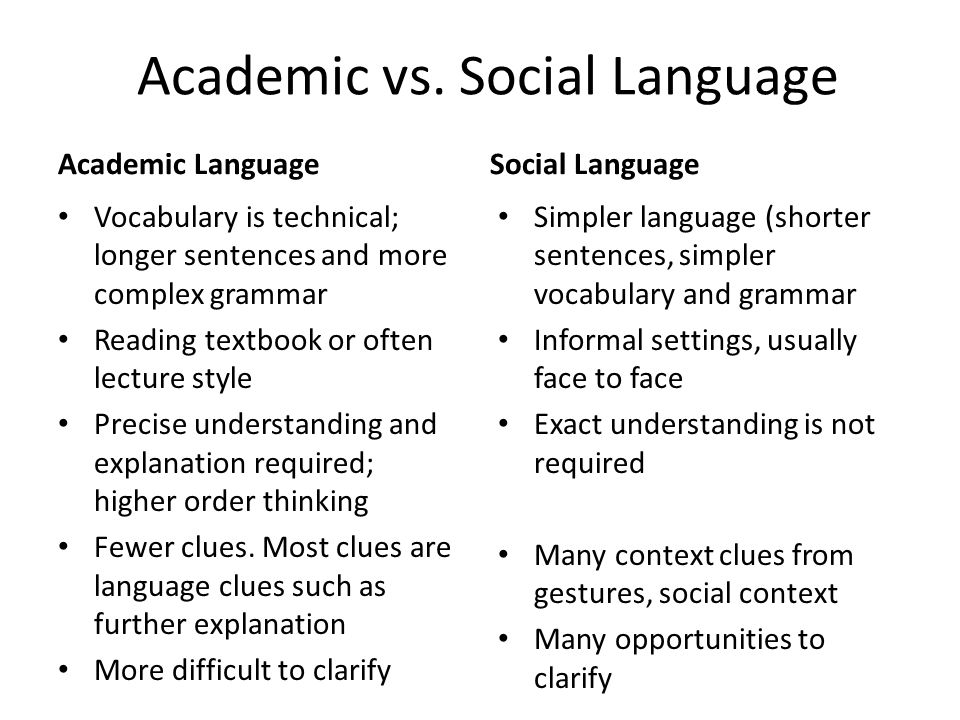 Academic vs. Social Language
Academic Language
• Vocabulary is technical;
longer sentences and more
complex grammar
• Reading textbook or often
lecture style
• Precise understanding and
explanation required;
higher order thinking
• Fewer clues. Most clues are
language clues such as
further explanation
• More difficult to clarify
Social Language
• Simpler language (shorter
sentences, simpler
vocabulary and grammar
• Informal settings, usually
face to face
• Exact understanding is not
required
• Many context clues from
gestures, social context
• Many opportunities to
clarify